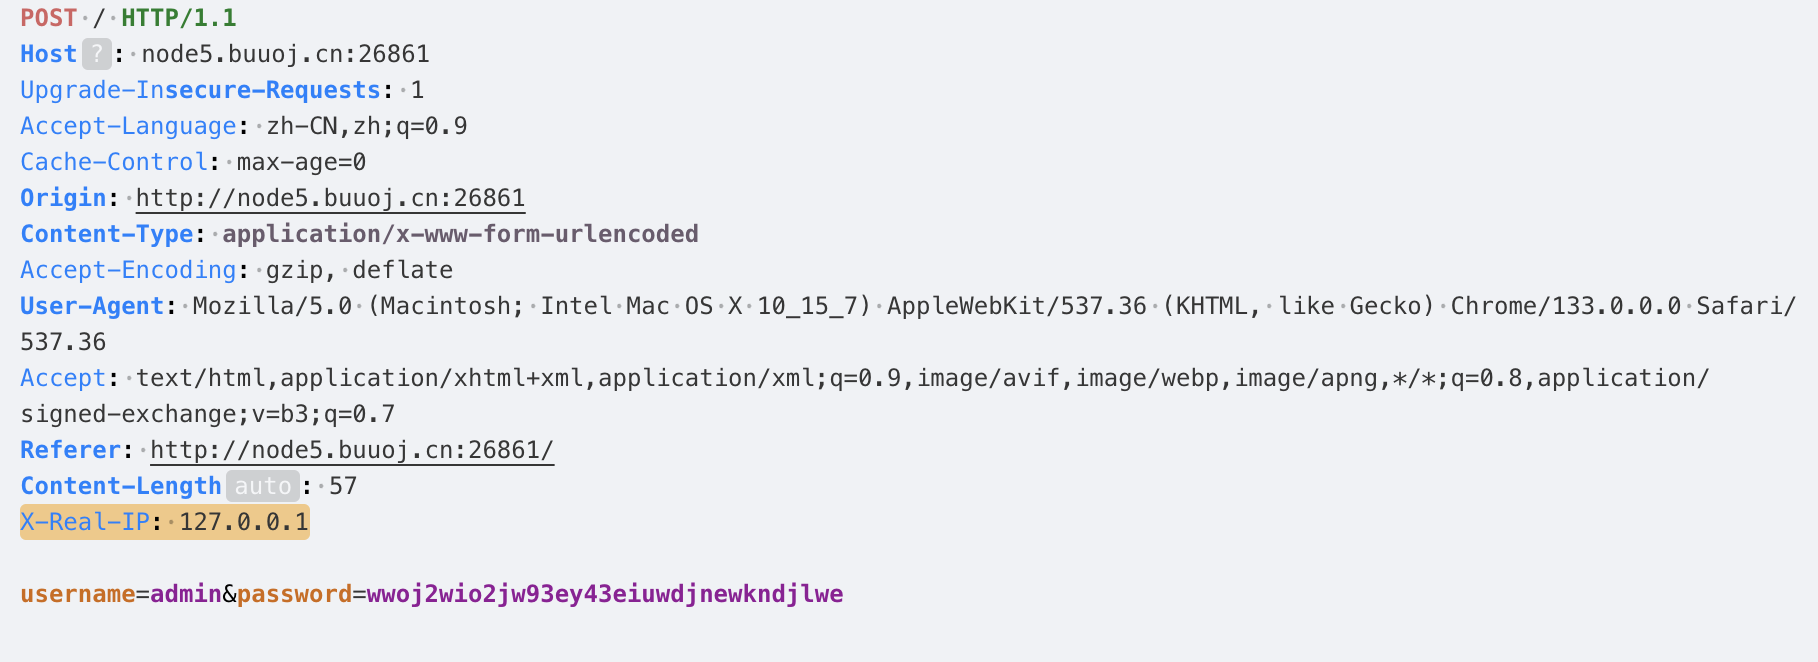 POST / HTTP/1.1
Host ? : node5.buuoj.cn:26861
Upgrade-Insecure-Requests: 1
Accept-Language: zh-CN,zh;q=0.9
Cache-Control: max-age=0
Origin: http://node5.buuoj.cn:26861
Content-Type: application/x-www-form-urlencoded
Accept-Encoding: gzip, deflate
User-Agent: Mozilla/5.0 (Macintosh; Intel Mac OS X 10_15_7) AppleWebKit/537.36 (KHTML, like Gecko) Chrome/133.0.0.0 Safari/
537.36
Accept: text/html,application/xhtml+xml,application/xml;q=0.9,image/avif,image/webp,image/apng,*/*;q=0.8,application/
signed-exchange;v=b3;q=0.7
Referer: http://node5.buuoj.cn:26861/
Content-Length auto : 57
X-Real-IP: 127.0.0.1
username=admin&password=wwoj2wio2jw93ey43eiuwdjnewkndjlwe